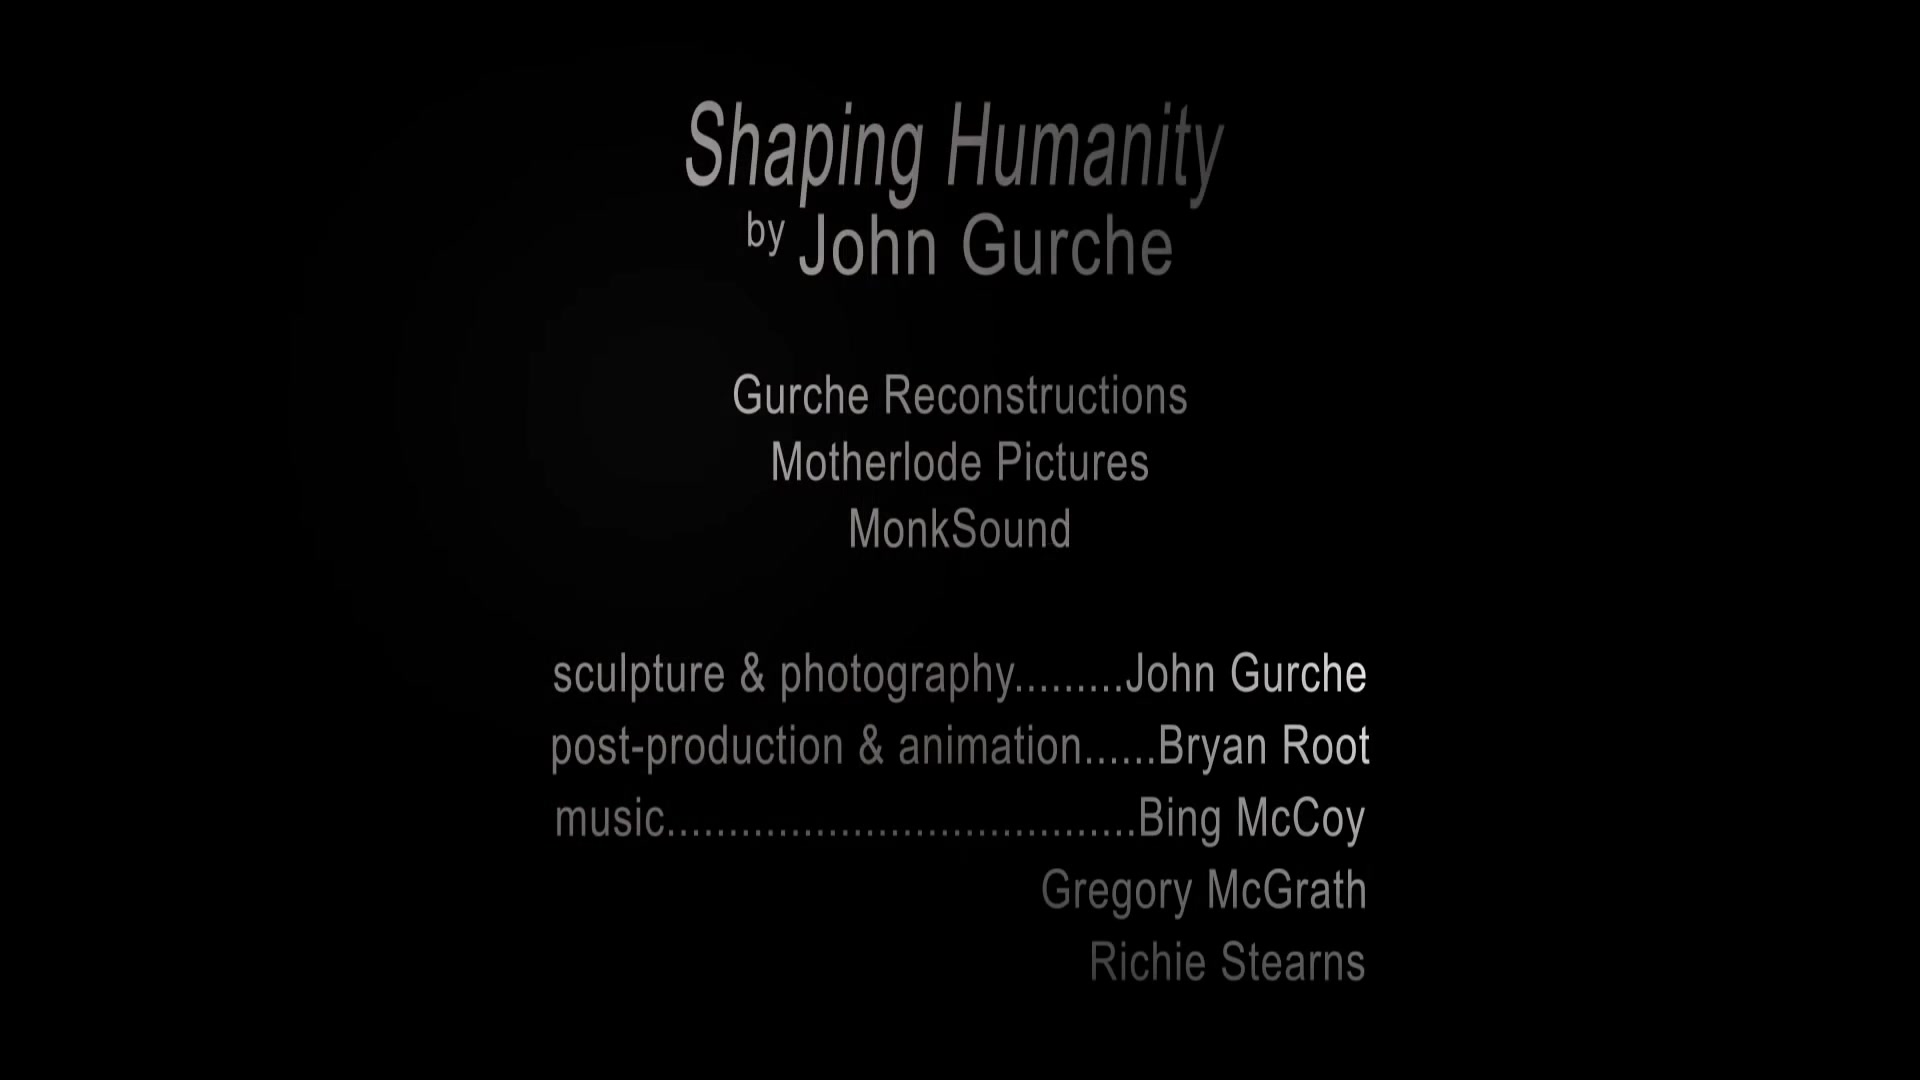 Shaping Humanity
by John Gurche
Gurche Reconstructions
Motherlode Pictures
MonkSound
sculpture & photography.........John Gurche
post-production & animation......Bryan Root
music......................................Bing McCoy
Gregory McGrath
Richie Stearns